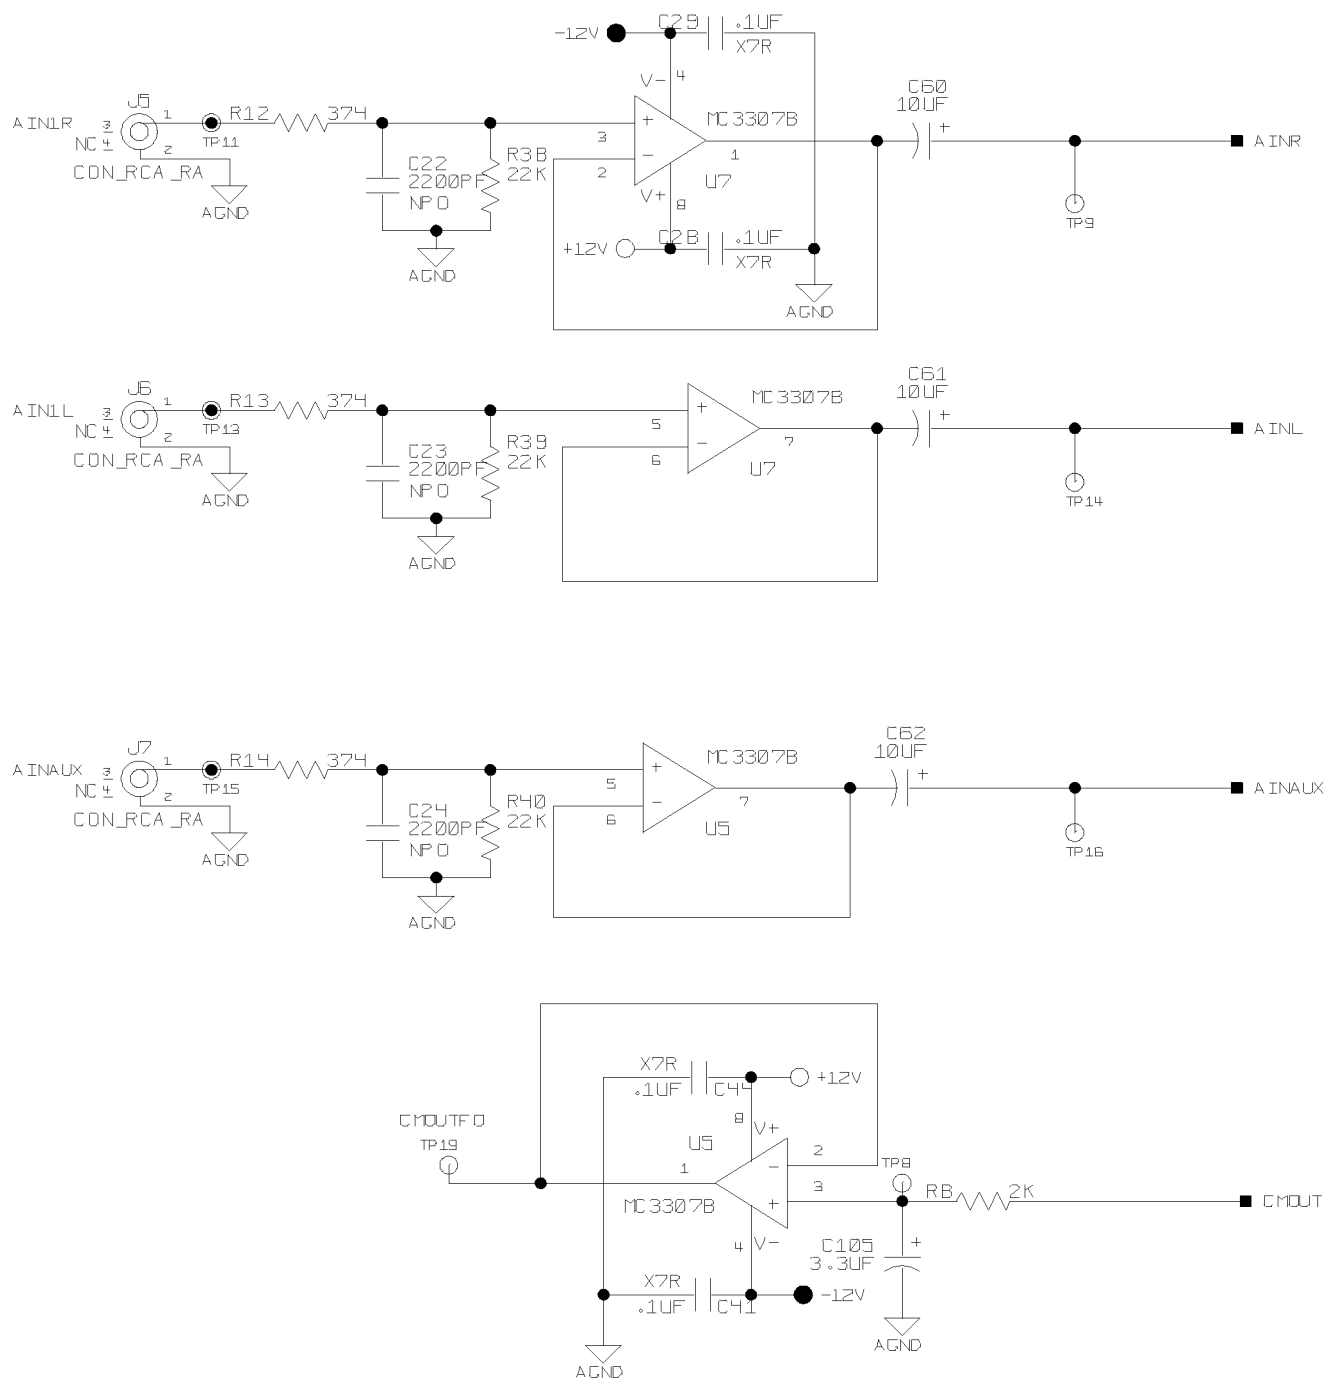 -12V
C29
.1UF
X7R
V-
4
AIN1R
J5
3
NC 4
1
2
CON_RCA_RA
TP11
R12
374
AGND
C22
2200PF
NPO
R38
22K
AGND
+
3
-
2
MC33078
1
U7
V+
8
+12V
C28
.1UF
X7R
AGND
C60
10UF
+
TP9
AINR
AIN1L
J6
3
NC 4
1
2
CON_RCA_RA
TP13
R13
374
AGND
C23
2200PF
NPO
R39
22K
AGND
+
5
-
6
MC33078
7
U7
C61
10UF
+
TP14
AINL
AINAUX
J7
3
NC 4
1
2
CON_RCA_RA
TP15
R14
374
AGND
C24
2200PF
NPO
R40
22K
AGND
+
5
-
6
MC33078
7
U5
C62
10UF
+
TP16
AINAUX
X7R
.1UF
C44
+12V
CMOUTFO
TP19
8
V+
U5
1
MC33078
-
2
+
3
4
V-
TP8
R8
2K
CMOUT
C105
3.3UF
+
AGND
X7R
.1UF
C41
-12V
AGND